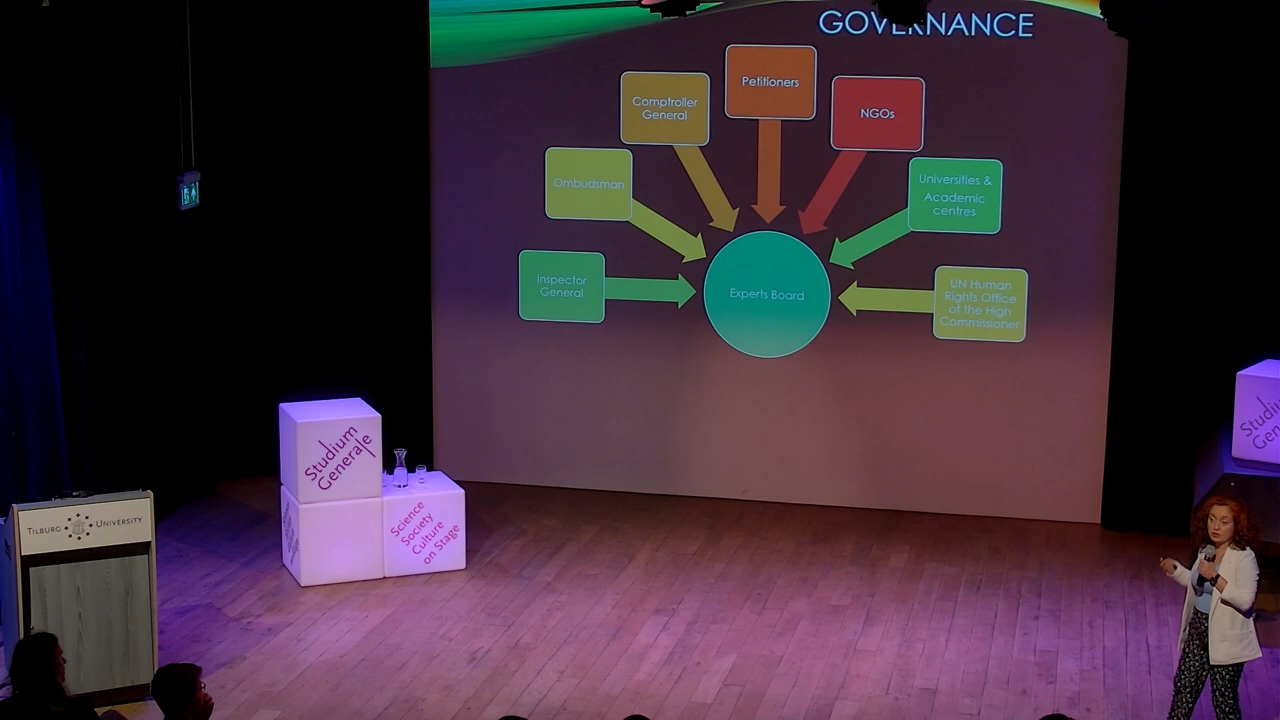 GOVERNANCE
Petitioners
Comptroller
General
NGOs
Ombudsman
Universities &
Academic
centres
Inspector
General
Experts Board
UN Human
Rights Office
of the High
Commissioner
Studium
Generale
Science
Society
Culture
on Stage
TILBURG UNIVERSITY